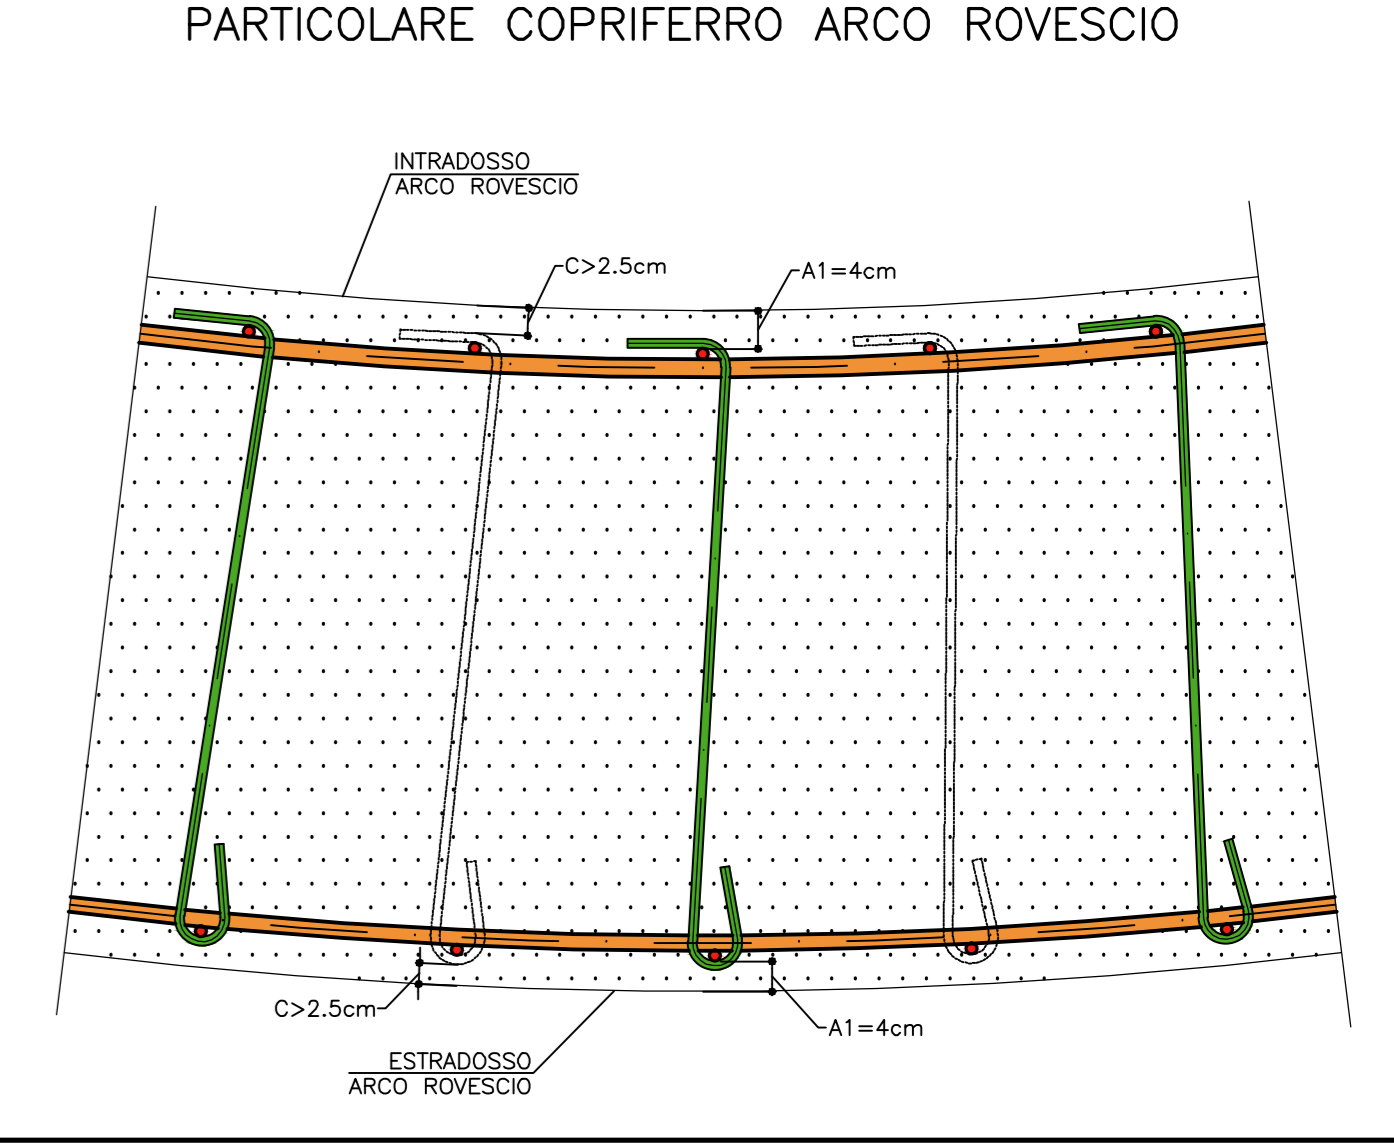 PARTICOLARE COPRIFERRO ARCO ROVESCIO
INTRADOSSO
ARCO ROVESCIO
C>2.5cm
A1=4cm
C>2.5cm
A1=4cm
ESTRADOSSO
ARCO ROVESCIO